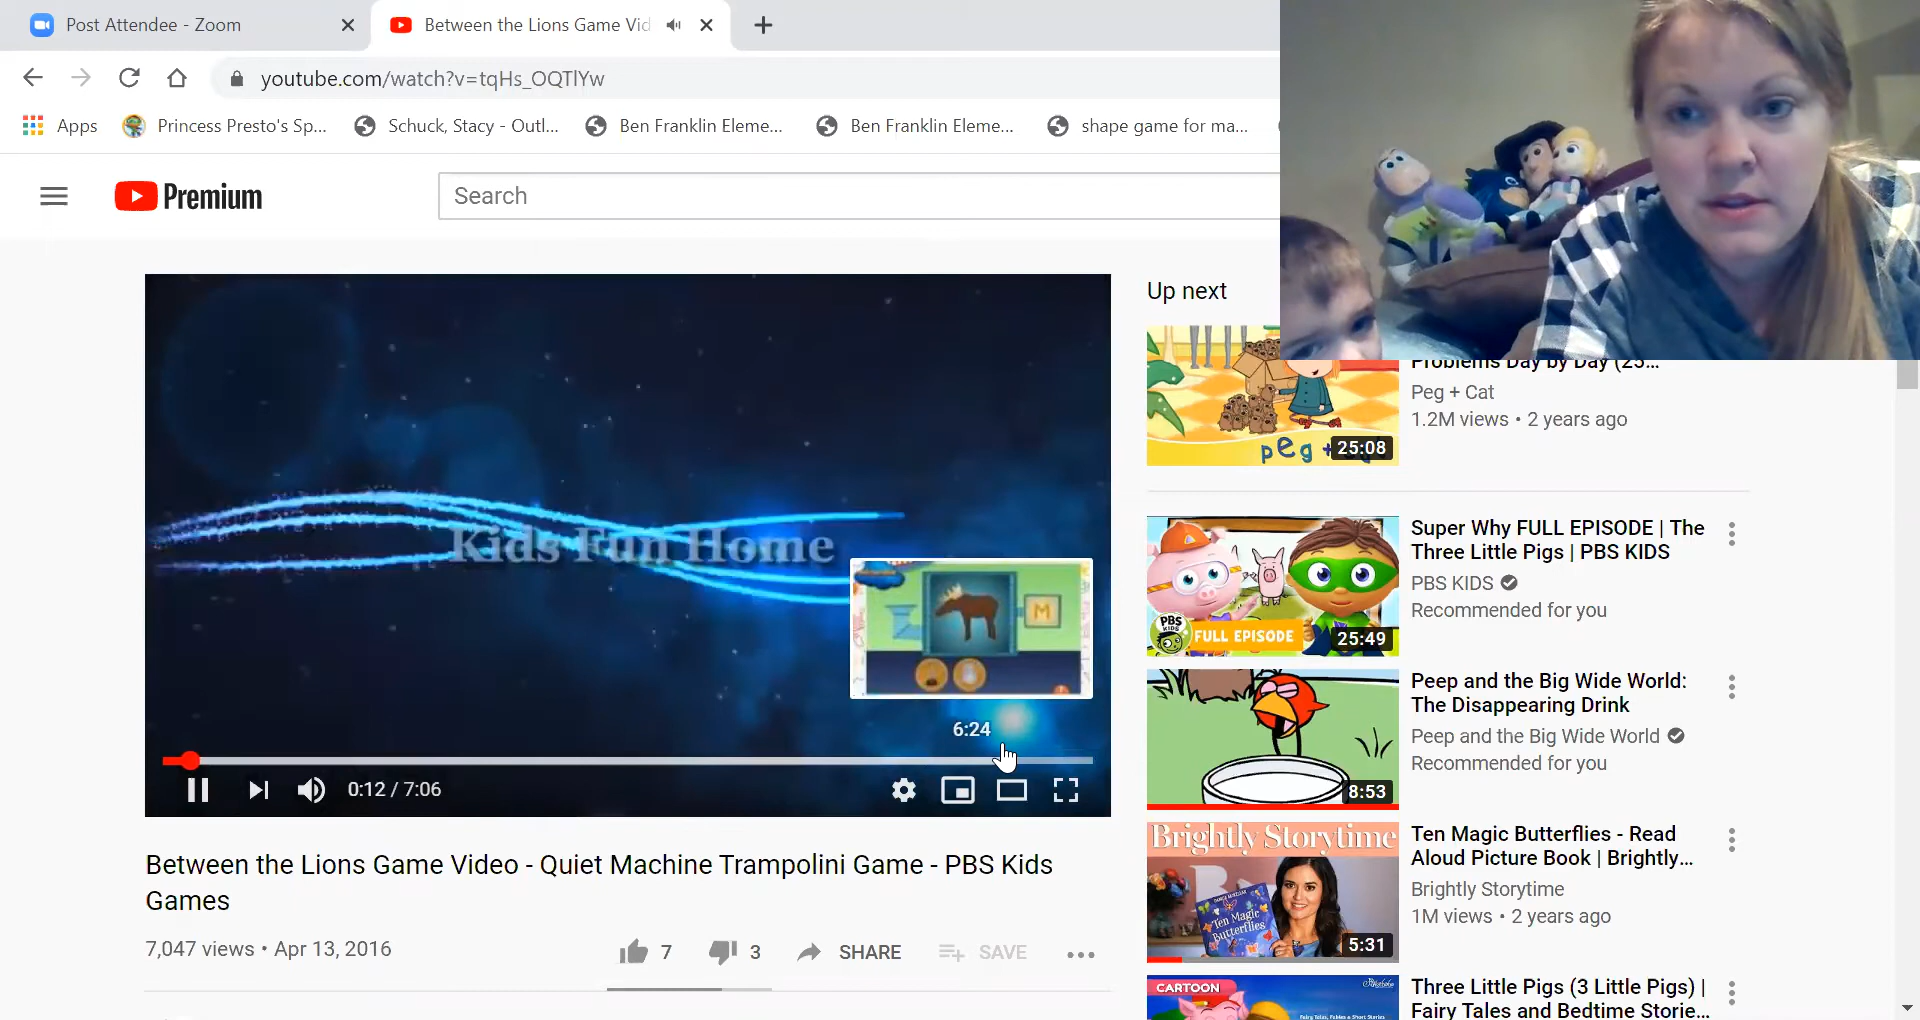 Post Attendee - Zoom
Between the Lions Game Vid
youtube.com/watch?v=tqHs_OQTlYw
Apps
Princess Presto's Sp...
Schuck, Stacy - Outl...
Ben Franklin Eleme...
Ben Franklin Eleme...
shape game for ma...
Premium
Search
Kids Fun Home
M
6:24
0:12 / 7:06
Between the Lions Game Video - Quiet Machine Trampolini Game - PBS Kids
Games
7,047 views • Apr 13, 2016
7
3
SHARE
SAVE
Up next
peg +
25:08
Problems Day by Day (25...
Peg + Cat
1.2M views • 2 years ago
PBS
KIDS
FULL EPISODE
25:49
Super Why FULL EPISODE | The
Three Little Pigs | PBS KIDS
PBS KIDS
Recommended for you
8:53
Peep and the Big Wide World:
The Disappearing Drink
Peep and the Big Wide World
Recommended for you
Brightly Storytime
Ten Magic
Butterflies
5:31
Ten Magic Butterflies - Read
Aloud Picture Book | Brightly...
Brightly Storytime
1M views • 2 years ago
CARTOON
Three Little Pigs (3 Little Pigs) |
Fairy Tales and Bedtime Storie...